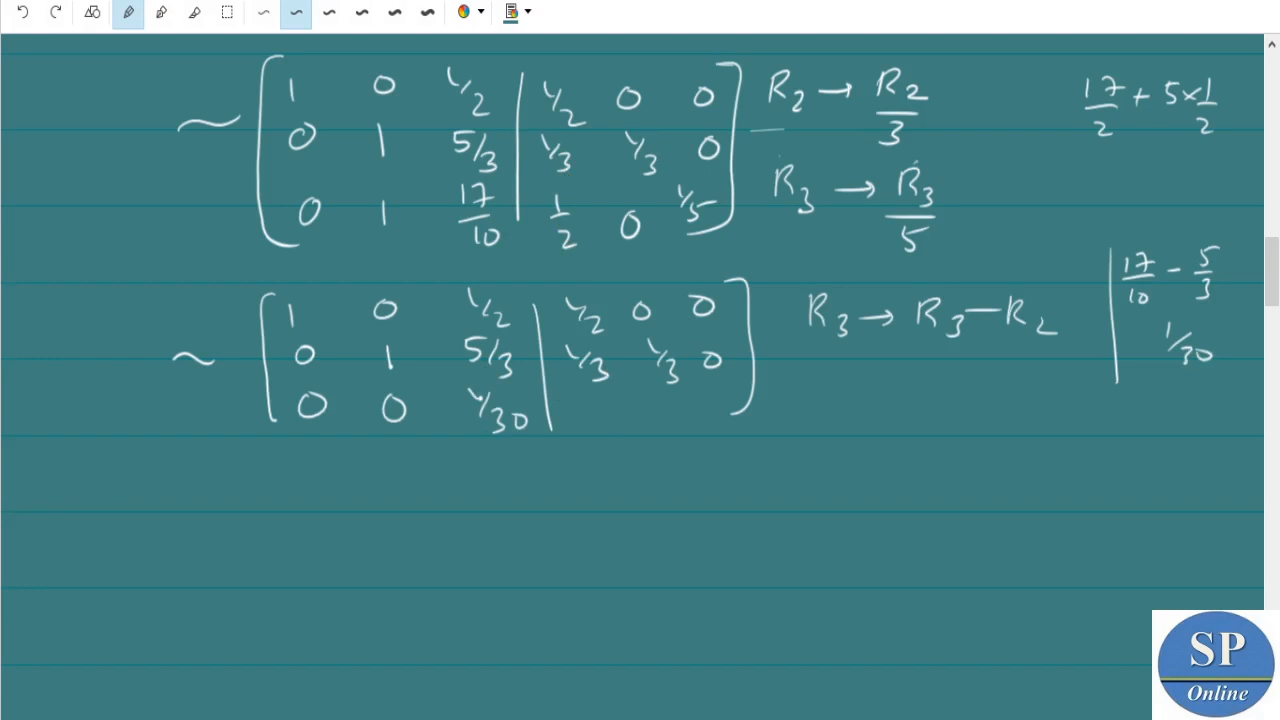 ~ [ 1 0 1/2 | 1/2 0 0 ] R2 → R2/3
0 1 5/3 | 1/3 1/3 0
0 1 17/10 | 1/2 0 1/5 R3 → R3/5
17/2 + 5×1/2
~ [ 1 0 1/2 | 1/2 0 0 ] R3 → R3 — R2
0 1 5/3 | 1/3 1/3 0
0 0 1/30 |
17/10 - 5/3
1/30
SP
Online